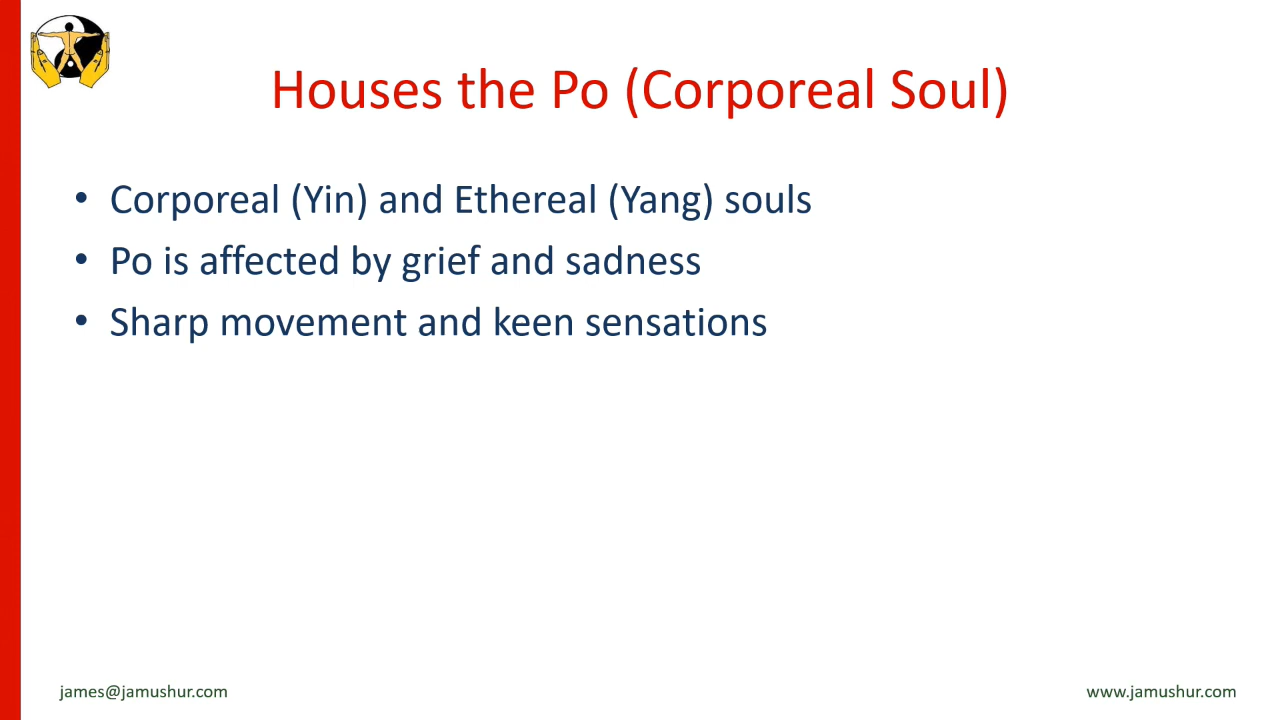 Houses the Po (Corporeal Soul)
• Corporeal (Yin) and Ethereal (Yang) souls
• Po is affected by grief and sadness
• Sharp movement and keen sensations
james@jamushur.com
www.jamushur.com